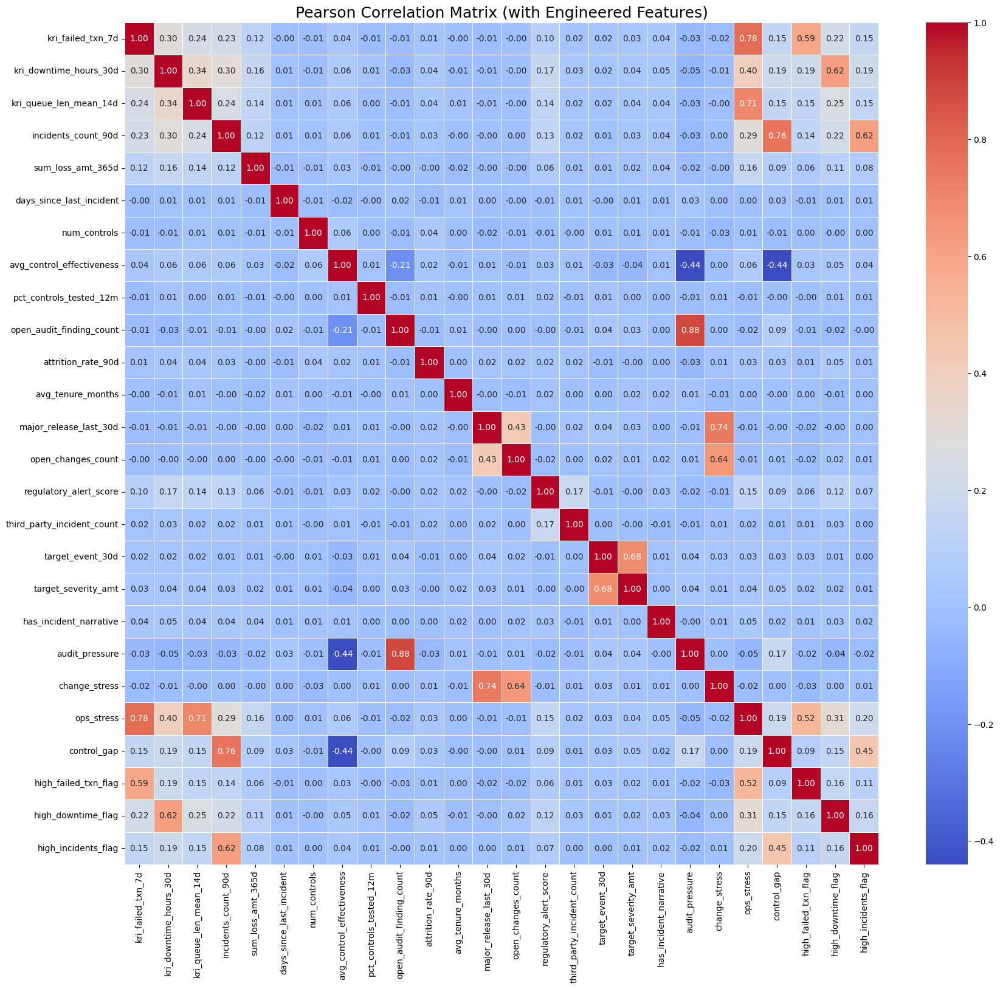 Pearson Correlation Matrix (with Engineered Features)
kri_failed_txn_7d 1.00 0.30 0.24 0.23 0.12 -0.00 -0.01 0.04 -0.01 -0.01 0.01 -0.00 -0.01 -0.00 0.10 0.02 0.02 0.03 0.04 -0.03 -0.02 0.78 0.15 0.59 0.22 0.15
kri_downtime_hours_30d 0.30 1.00 0.34 0.30 0.16 0.01 -0.01 0.06 0.01 -0.03 0.04 -0.01 -0.01 -0.00 0.17 0.03 0.02 0.04 0.05 -0.05 -0.01 0.40 0.19 0.19 0.62 0.19
kri_queue_len_mean_14d 0.24 0.34 1.00 0.24 0.14 0.01 0.01 0.06 0.00 -0.01 0.04 0.01 -0.01 -0.00 0.14 0.02 0.02 0.04 0.04 -0.03 -0.00 0.71 0.15 0.15 0.25 0.15
incidents_count_90d 0.23 0.30 0.24 1.00 0.12 0.01 0.01 0.06 0.01 -0.01 0.03 -0.00 -0.00 0.00 0.13 0.02 0.01 0.03 0.04 -0.03 0.00 0.29 0.76 0.14 0.22 0.62
sum_loss_amt_365d 0.12 0.16 0.14 0.12 1.00 -0.01 -0.01 0.03 -0.01 -0.00 -0.00 -0.02 -0.00 -0.00 0.06 0.01 0.01 0.02 0.04 -0.02 -0.00 0.16 0.09 0.06 0.11 0.08
days_since_last_incident -0.00 0.01 0.01 0.01 -0.01 1.00 -0.01 -0.02 -0.00 0.02 -0.01 0.01 0.00 -0.00 -0.01 0.01 -0.00 0.01 0.01 0.03 0.00 0.00 0.03 -0.01 0.01 0.01
num_controls -0.01 -0.01 0.01 0.01 -0.01 -0.01 1.00 0.06 0.00 -0.01 0.04 0.00 -0.02 -0.01 -0.01 -0.00 0.01 0.01 0.01 -0.01 -0.03 0.01 -0.01 0.00 -0.00 0.00
avg_control_effectiveness 0.04 0.06 0.06 0.06 0.03 -0.02 0.06 1.00 0.01 -0.21 0.02 -0.01 0.01 -0.01 0.03 0.01 -0.03 -0.04 0.01 -0.44 0.00 0.06 -0.44 0.03 0.05 0.04
pct_controls_tested_12m -0.01 0.01 0.00 0.01 -0.01 -0.00 0.00 0.01 1.00 -0.01 0.01 -0.00 0.01 0.01 0.02 -0.01 0.01 0.00 0.00 -0.01 0.01 -0.01 -0.00 -0.00 0.01 0.01
open_audit_finding_count -0.01 -0.03 -0.01 -0.01 -0.00 0.02 -0.01 -0.21 -0.01 1.00 -0.01 0.01 -0.00 0.00 -0.00 -0.01 0.04 0.03 0.00 0.88 0.00 -0.02 0.09 -0.01 -0.02 -0.00
attrition_rate_90d 0.01 0.04 0.04 0.03 -0.00 -0.01 0.04 0.02 0.01 -0.01 1.00 0.00 0.02 0.02 0.02 0.02 -0.01 -0.00 0.00 -0.03 0.01 0.03 0.03 0.01 0.05 0.01
avg_tenure_months -0.00 -0.01 0.01 -0.00 -0.02 0.01 0.00 -0.01 -0.00 0.01 0.00 1.00 -0.00 -0.01 0.02 0.00 0.00 0.02 0.02 0.01 -0.01 0.00 -0.00 0.00 -0.01 0.00
major_release_last_30d -0.01 -0.01 -0.01 -0.00 -0.00 0.00 -0.02 0.01 0.01 -0.00 0.02 -0.00 1.00 0.43 -0.00 0.02 0.04 0.03 0.00 -0.01 0.74 -0.01 -0.00 -0.02 -0.00 0.00
open_changes_count -0.00 -0.00 -0.00 0.00 -0.00 -0.00 -0.01 -0.01 0.01 0.00 0.02 -0.01 0.43 1.00 -0.02 0.00 0.02 0.01 0.02 0.01 0.64 -0.01 0.01 -0.02 0.02 0.01
regulatory_alert_score 0.10 0.17 0.14 0.13 0.06 -0.01 -0.01 0.03 0.02 -0.00 0.02 0.02 -0.00 -0.02 1.00 0.17 -0.01 -0.00 0.03 -0.02 -0.01 0.15 0.09 0.06 0.12 0.07
third_party_incident_count 0.02 0.03 0.02 0.02 0.01 0.01 -0.00 0.01 -0.01 -0.01 0.02 0.00 0.02 0.00 0.17 1.00 0.00 -0.00 -0.01 -0.01 0.01 0.02 0.01 0.01 0.03 0.00
target_event_30d 0.02 0.02 0.02 0.01 0.01 -0.00 0.01 -0.03 0.01 0.04 -0.01 0.00 0.04 0.02 -0.01 0.00 1.00 0.68 0.01 0.04 0.03 0.03 0.03 0.03 0.01 0.00
target_severity_amt 0.03 0.04 0.04 0.03 0.02 0.01 0.01 -0.04 0.00 0.03 -0.00 0.02 0.03 0.01 -0.00 -0.00 0.68 1.00 0.00 0.04 0.01 0.04 0.05 0.02 0.02 0.01
has_incident_narrative 0.04 0.05 0.04 0.04 0.04 0.01 0.01 0.01 0.00 0.00 0.00 0.02 0.00 0.02 0.03 -0.01 0.01 0.00 1.00 -0.00 0.01 0.05 0.02 0.01 0.03 0.02
audit_pressure -0.03 -0.05 -0.03 -0.03 -0.02 0.03 -0.01 -0.44 -0.01 0.88 -0.03 0.01 -0.01 0.01 -0.02 -0.01 0.04 0.04 -0.00 1.00 0.00 -0.05 0.17 -0.02 -0.04 -0.02
change_stress -0.02 -0.01 -0.00 0.00 -0.00 0.00 -0.03 0.00 0.01 0.00 0.01 -0.01 0.74 0.64 -0.01 0.01 0.03 0.01 0.01 0.00 1.00 -0.02 0.00 -0.03 0.00 0.01
ops_stress 0.78 0.40 0.71 0.29 0.16 0.00 0.01 0.06 -0.01 -0.02 0.03 0.00 -0.01 -0.01 0.15 0.02 0.03 0.04 0.05 -0.05 -0.02 1.00 0.19 0.52 0.31 0.20
control_gap 0.15 0.19 0.15 0.76 0.09 0.03 -0.01 -0.44 -0.00 0.09 0.03 -0.00 -0.00 0.01 0.09 0.01 0.03 0.05 0.02 0.17 0.00 0.19 1.00 0.09 0.15 0.45
high_failed_txn_flag 0.59 0.19 0.15 0.14 0.06 -0.01 0.00 0.03 -0.00 -0.01 0.01 0.00 -0.02 -0.02 0.06 0.01 0.03 0.02 0.01 -0.02 -0.03 0.52 0.09 1.00 0.16 0.11
high_downtime_flag 0.22 0.62 0.25 0.22 0.11 0.01 -0.00 0.05 0.01 -0.02 0.05 -0.01 -0.00 0.02 0.12 0.03 0.01 0.02 0.03 -0.04 0.00 0.31 0.15 0.16 1.00 0.16
high_incidents_flag 0.15 0.19 0.15 0.62 0.08 0.01 0.00 0.04 0.01 -0.00 0.01 0.00 0.00 0.01 0.07 0.00 0.00 0.01 0.02 -0.02 0.01 0.20 0.45 0.11 0.16 1.00
kri_failed_txn_7d
kri_downtime_hours_30d
kri_queue_len_mean_14d
incidents_count_90d
sum_loss_amt_365d
days_since_last_incident
num_controls
avg_control_effectiveness
pct_controls_tested_12m
open_audit_finding_count
attrition_rate_90d
avg_tenure_months
major_release_last_30d
open_changes_count
regulatory_alert_score
third_party_incident_count
target_event_30d
target_severity_amt
has_incident_narrative
audit_pressure
change_stress
ops_stress
control_gap
high_failed_txn_flag
high_downtime_flag
high_incidents_flag
1.0
0.8
0.6
0.4
0.2
0.0
−0.2
−0.4